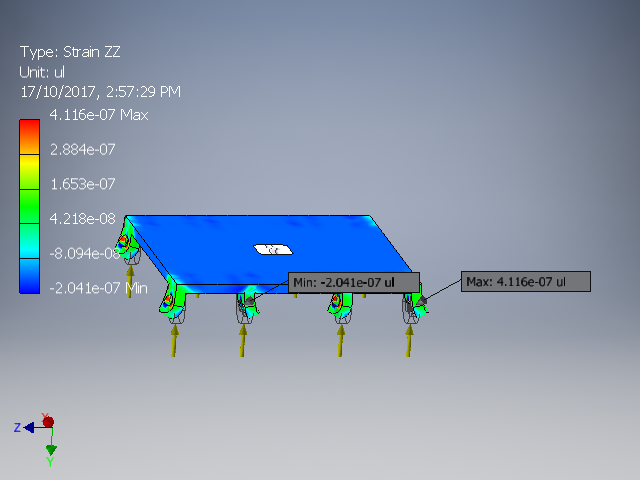 Type: Strain ZZ
Unit: ul
17/10/2017, 2:57:29 PM
4.116e-07 Max
2.884e-07
1.653e-07
4.218e-08
-8.094e-08
-2.041e-07 Min
Min: -2.041e-07 ul
Max: 4.116e-07 ul
X
Z
Y